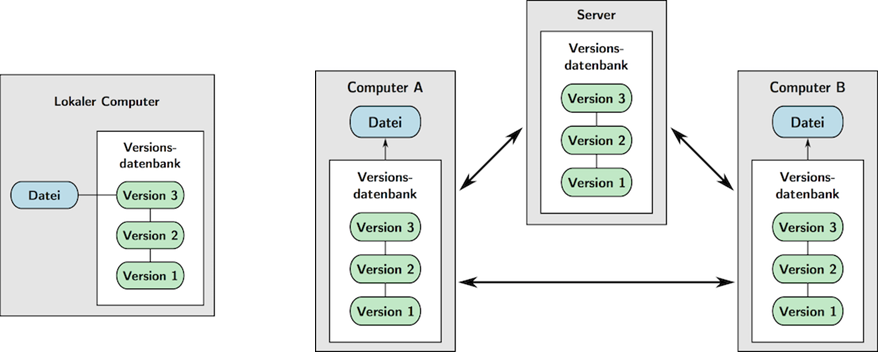 Lokaler Computer
Versions-
datenbank
Datei
Version 3
Version 2
Version 1
Computer A
Datei
Versions-
datenbank
Version 3
Version 2
Version 1
Server
Versions-
datenbank
Version 3
Version 2
Version 1
Computer B
Datei
Versions-
datenbank
Version 3
Version 2
Version 1